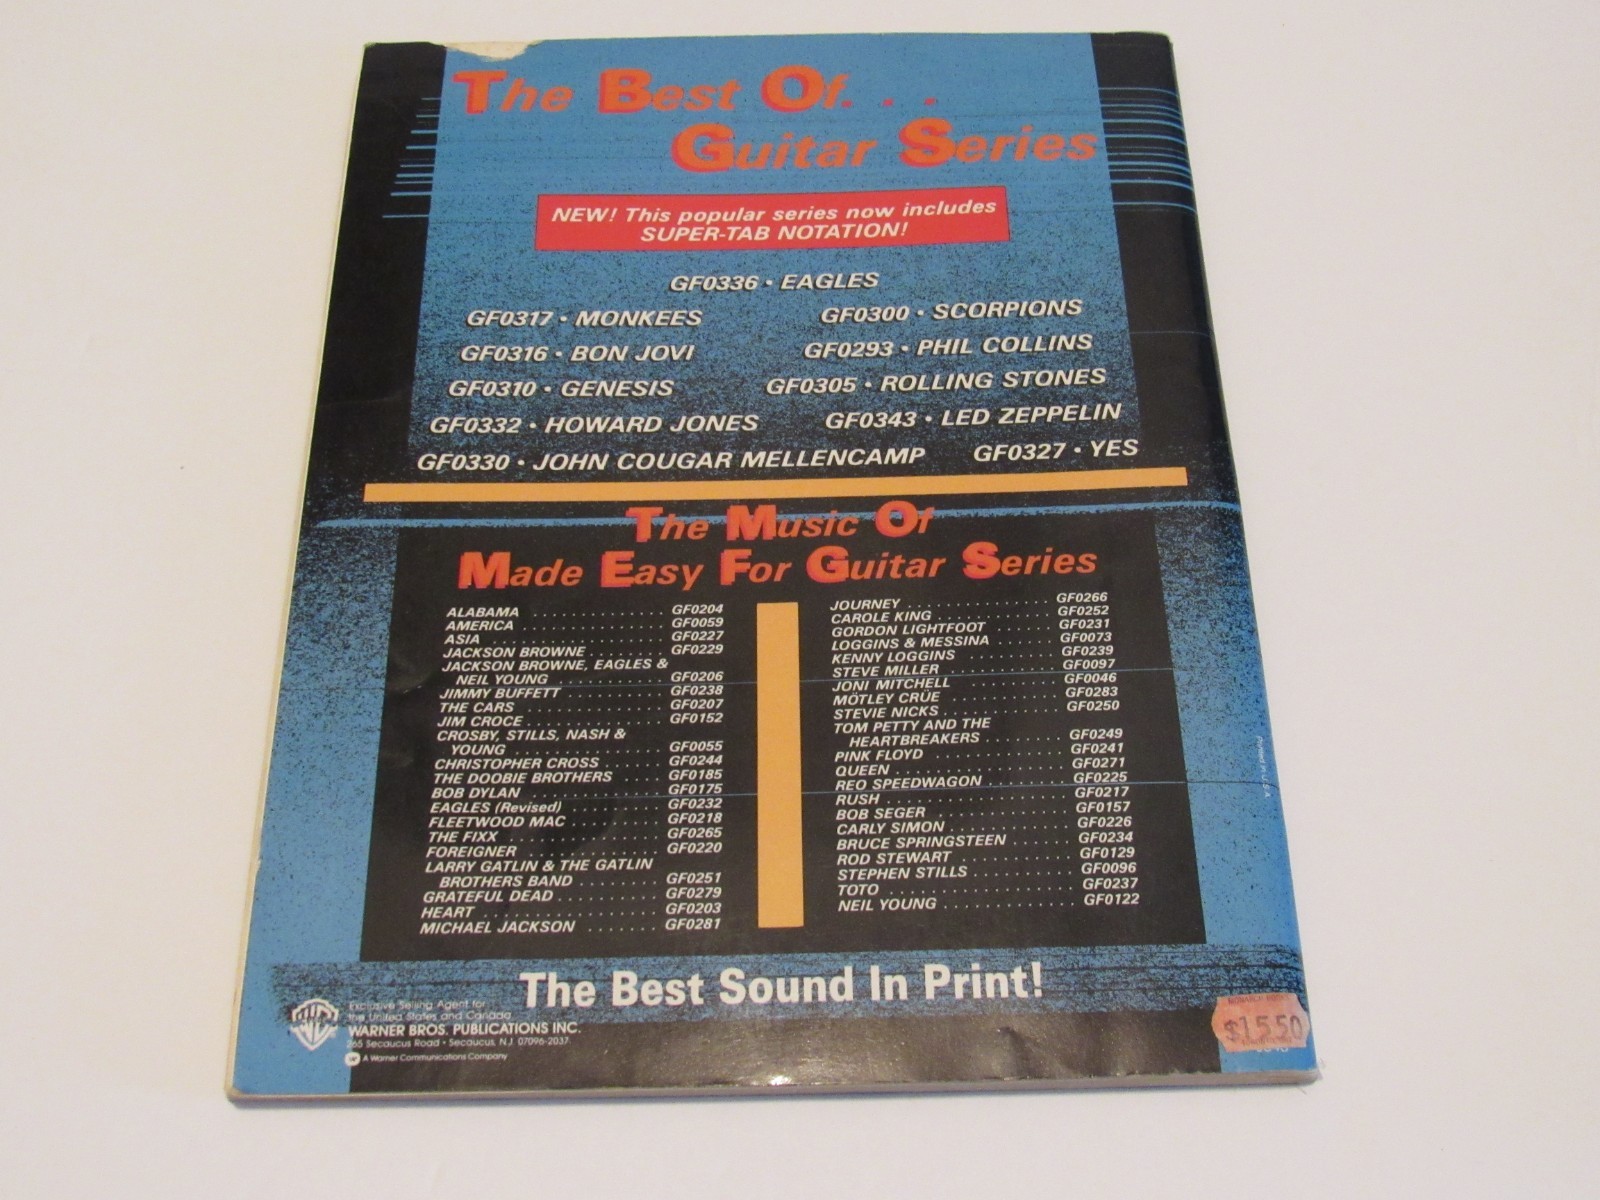 The Best Of. . .
Guitar Series
NEW! This popular series now includes
SUPER-TAB NOTATION!
GF0336 • EAGLES
GF0317 • MONKEES
GF0300 • SCORPIONS
GF0316 • BON JOVI
GF0293 • PHIL COLLINS
GF0310 • GENESIS
GF0305 • ROLLING STONES
GF0332 • HOWARD JONES
GF0343 • LED ZEPPELIN
GF0330 • JOHN COUGAR MELLENCAMP
GF0327 • YES
The Music Of
Made Easy For Guitar Series
ALABAMA . . . . . . . . . . . . . . GF0204
AMERICA . . . . . . . . . . . . . . GF0059
ASIA . . . . . . . . . . . . . . . . . GF0227
JACKSON BROWNE . . . . . . . . GF0229
JACKSON BROWNE, EAGLES &
NEIL YOUNG . . . . . . . . . . . . GF0206
JIMMY BUFFETT . . . . . . . . . . GF0238
THE CARS . . . . . . . . . . . . . . GF0207
JIM CROCE . . . . . . . . . . . . . GF0152
CROSBY, STILLS, NASH &
YOUNG . . . . . . . . . . . . . . . GF0055
CHRISTOPHER CROSS . . . . . . GF0244
THE DOOBIE BROTHERS . . . . . GF0185
BOB DYLAN . . . . . . . . . . . . . GF0175
EAGLES (Revised) . . . . . . . . . GF0232
FLEETWOOD MAC . . . . . . . . . GF0218
THE FIXX . . . . . . . . . . . . . . GF0265
FOREIGNER . . . . . . . . . . . . . GF0220
LARRY GATLIN & THE GATLIN
BROTHERS BAND . . . . . . . . . GF0251
GRATEFUL DEAD . . . . . . . . . . GF0279
HEART . . . . . . . . . . . . . . . . GF0203
MICHAEL JACKSON . . . . . . . GF0281
JOURNEY . . . . . . . . . . . . . . GF0266
CAROLE KING . . . . . . . . . . . GF0252
GORDON LIGHTFOOT . . . . . . GF0231
LOGGINS & MESSINA . . . . . . GF0073
KENNY LOGGINS . . . . . . . . . GF0239
STEVE MILLER . . . . . . . . . . . GF0097
JONI MITCHELL . . . . . . . . . . GF0046
MÖTLEY CRÜE . . . . . . . . . . . GF0283
STEVIE NICKS . . . . . . . . . . . GF0250
TOM PETTY AND THE
HEARTBREAKERS . . . . . . . . . GF0249
PINK FLOYD . . . . . . . . . . . . GF0241
QUEEN . . . . . . . . . . . . . . . . GF0271
REO SPEEDWAGON . . . . . . . . GF0225
RUSH . . . . . . . . . . . . . . . . . GF0217
BOB SEGER . . . . . . . . . . . . . GF0157
CARLY SIMON . . . . . . . . . . . GF0226
BRUCE SPRINGSTEEN . . . . . . GF0234
ROD STEWART . . . . . . . . . . . GF0129
STEPHEN STILLS . . . . . . . . . GF0096
TOTO . . . . . . . . . . . . . . . . . GF0237
NEIL YOUNG . . . . . . . . . . . . GF0122
Printed in U.S.A.
The Best Sound In Print!
WB
Exclusive Selling Agent for
the United States and Canada
WARNER BROS. PUBLICATIONS INC.
265 Secaucus Road • Secaucus, N.J. 07096-2037
A Warner Communications Company
$15.50